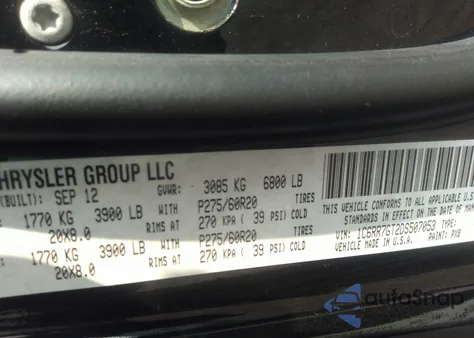 HRYSLER GROUP LLC
(BUILT): SEP 12 GVWR: 3085 KG 6800 LB
1770 KG 3900 LB WITH P275/60R20 TIRES
20X8.0 RIMS AT 270 KPA ( 39 PSI) COLD
1770 KG 3900 LB WITH P275/60R20 TIRES
20X8.0 RIMS AT 270 KPA ( 39 PSI) COLD
THIS VEHICLE CONFORMS TO ALL APPLICABLE U.S.
STANDARDS IN EFFECT ON THE DATE OF
VIN: 1C6RR7GT2DS507053 TYPE:
VEHICLE MADE IN U.S.A.
autoSnap